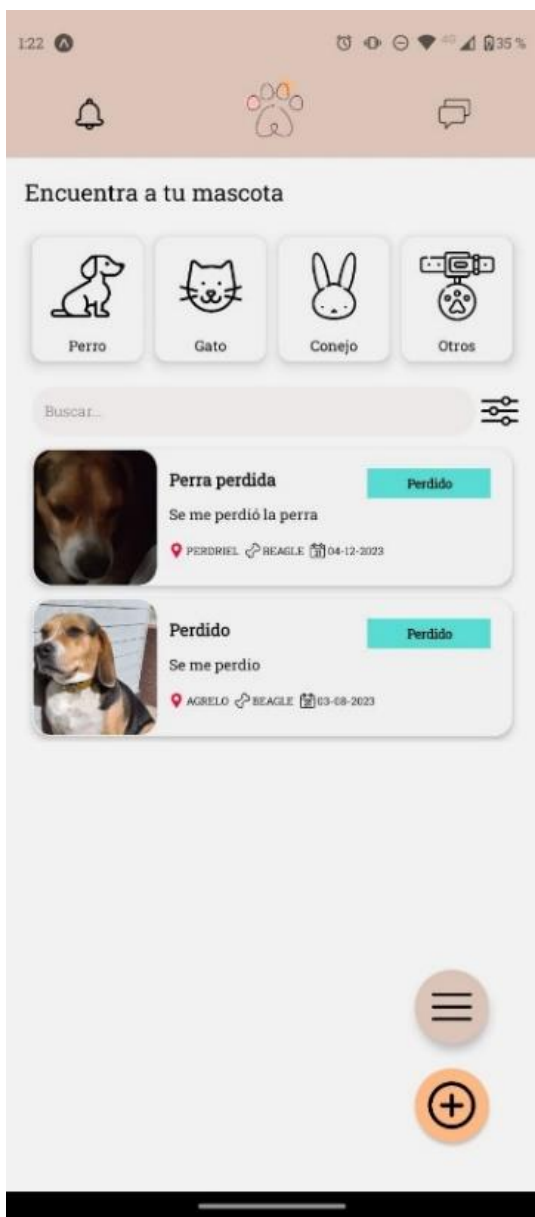 1:22 4G 35 %
Encuentra a tu mascota
Perro Gato Conejo Otros
Buscar...
Perra perdida Perdido
Se me perdió la perra
PERDRIEL BEAGLE 04-12-2023
Perdido Perdido
Se me perdio
AGRELO BEAGLE 03-08-2023